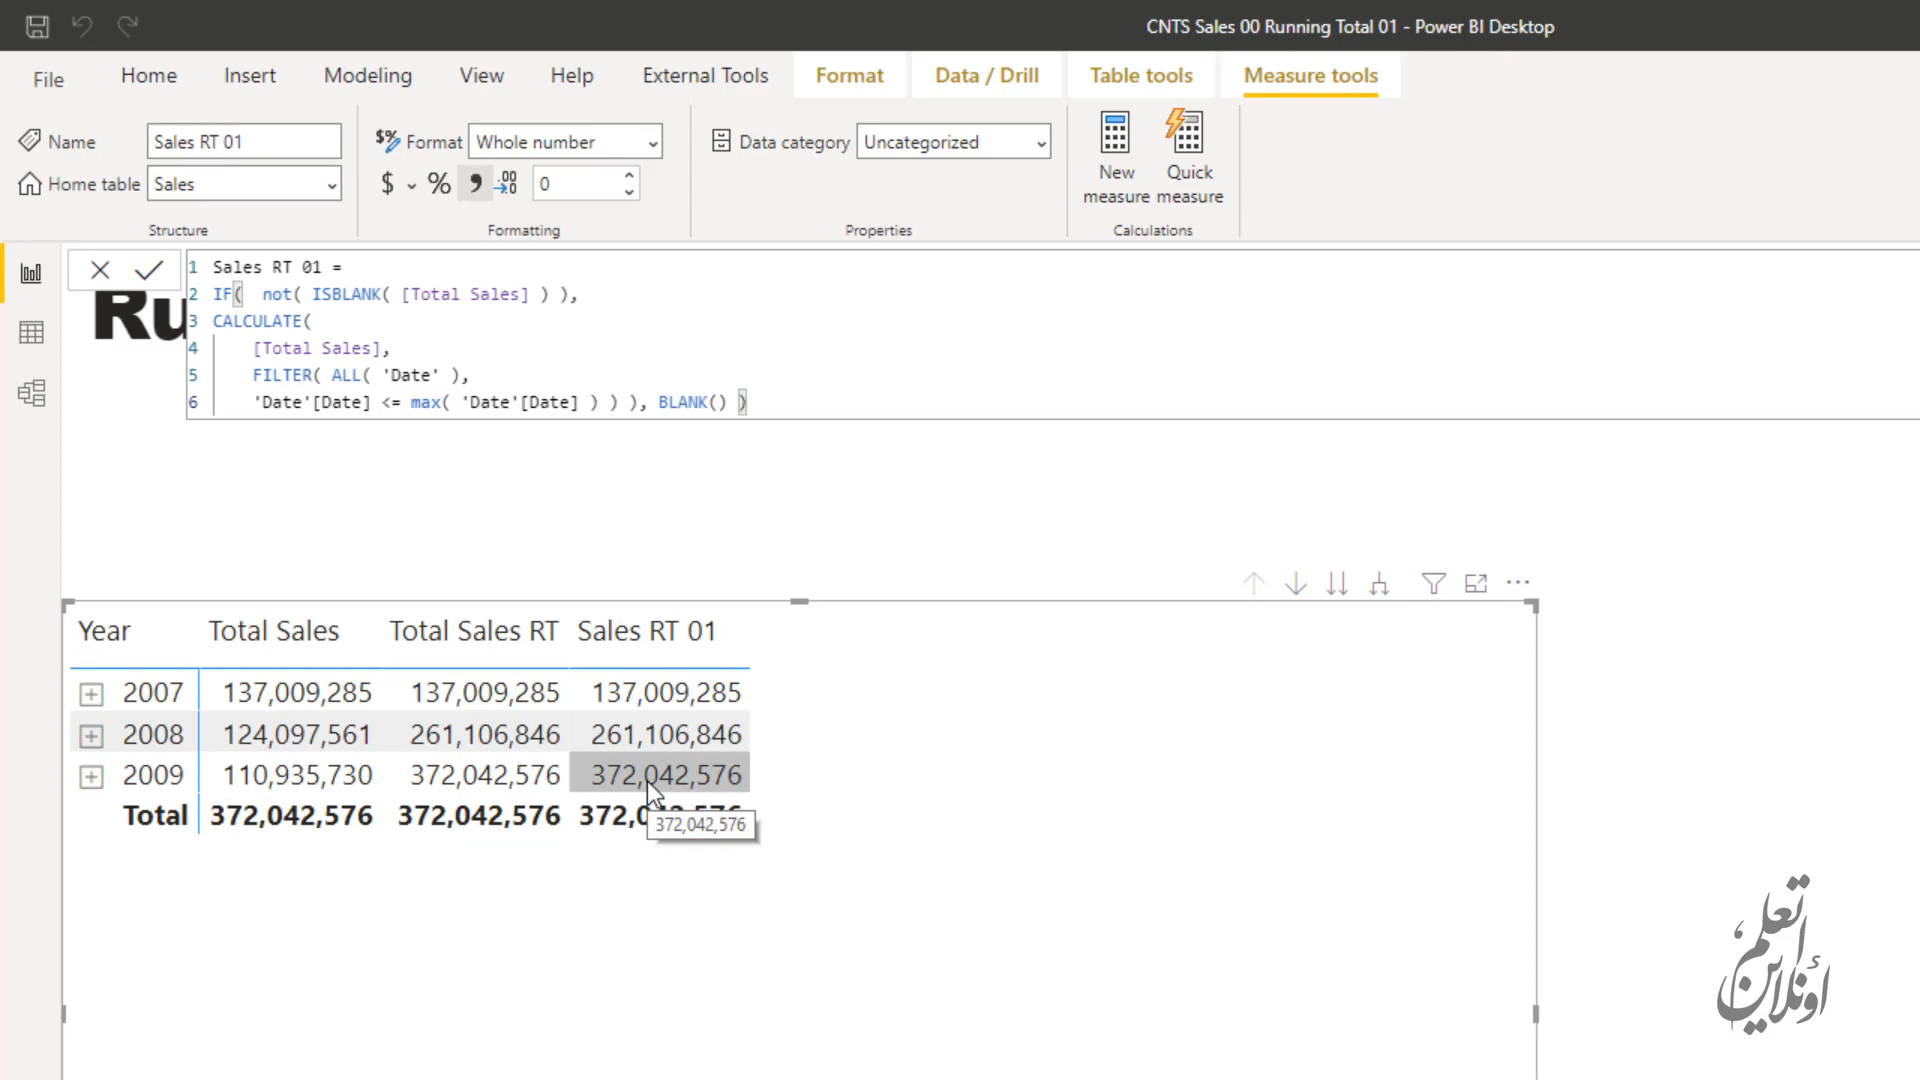 CNTS Sales 00 Running Total 01 - Power BI Desktop
File Home Insert Modeling View Help External Tools Format Data / Drill Table tools Measure tools
Name Sales RT 01
Home table Sales
Structure
$% Format Whole number
$ % 9 .00 0
Formatting
Data category Uncategorized
Properties
New measure
Quick measure
Calculations
Ru
1 Sales RT 01 =
2 IF( not( ISBLANK( [Total Sales] ) ),
3 CALCULATE(
4 [Total Sales],
5 FILTER( ALL( 'Date' ),
6 'Date'[Date] <= max( 'Date'[Date] ) ) ), BLANK() )
Year Total Sales Total Sales RT Sales RT 01
2007 137,009,285 137,009,285 137,009,285
2008 124,097,561 261,106,846 261,106,846
2009 110,935,730 372,042,576 372,042,576
Total 372,042,576 372,042,576 372,0
372,042,576
اتعلم
أونلاين